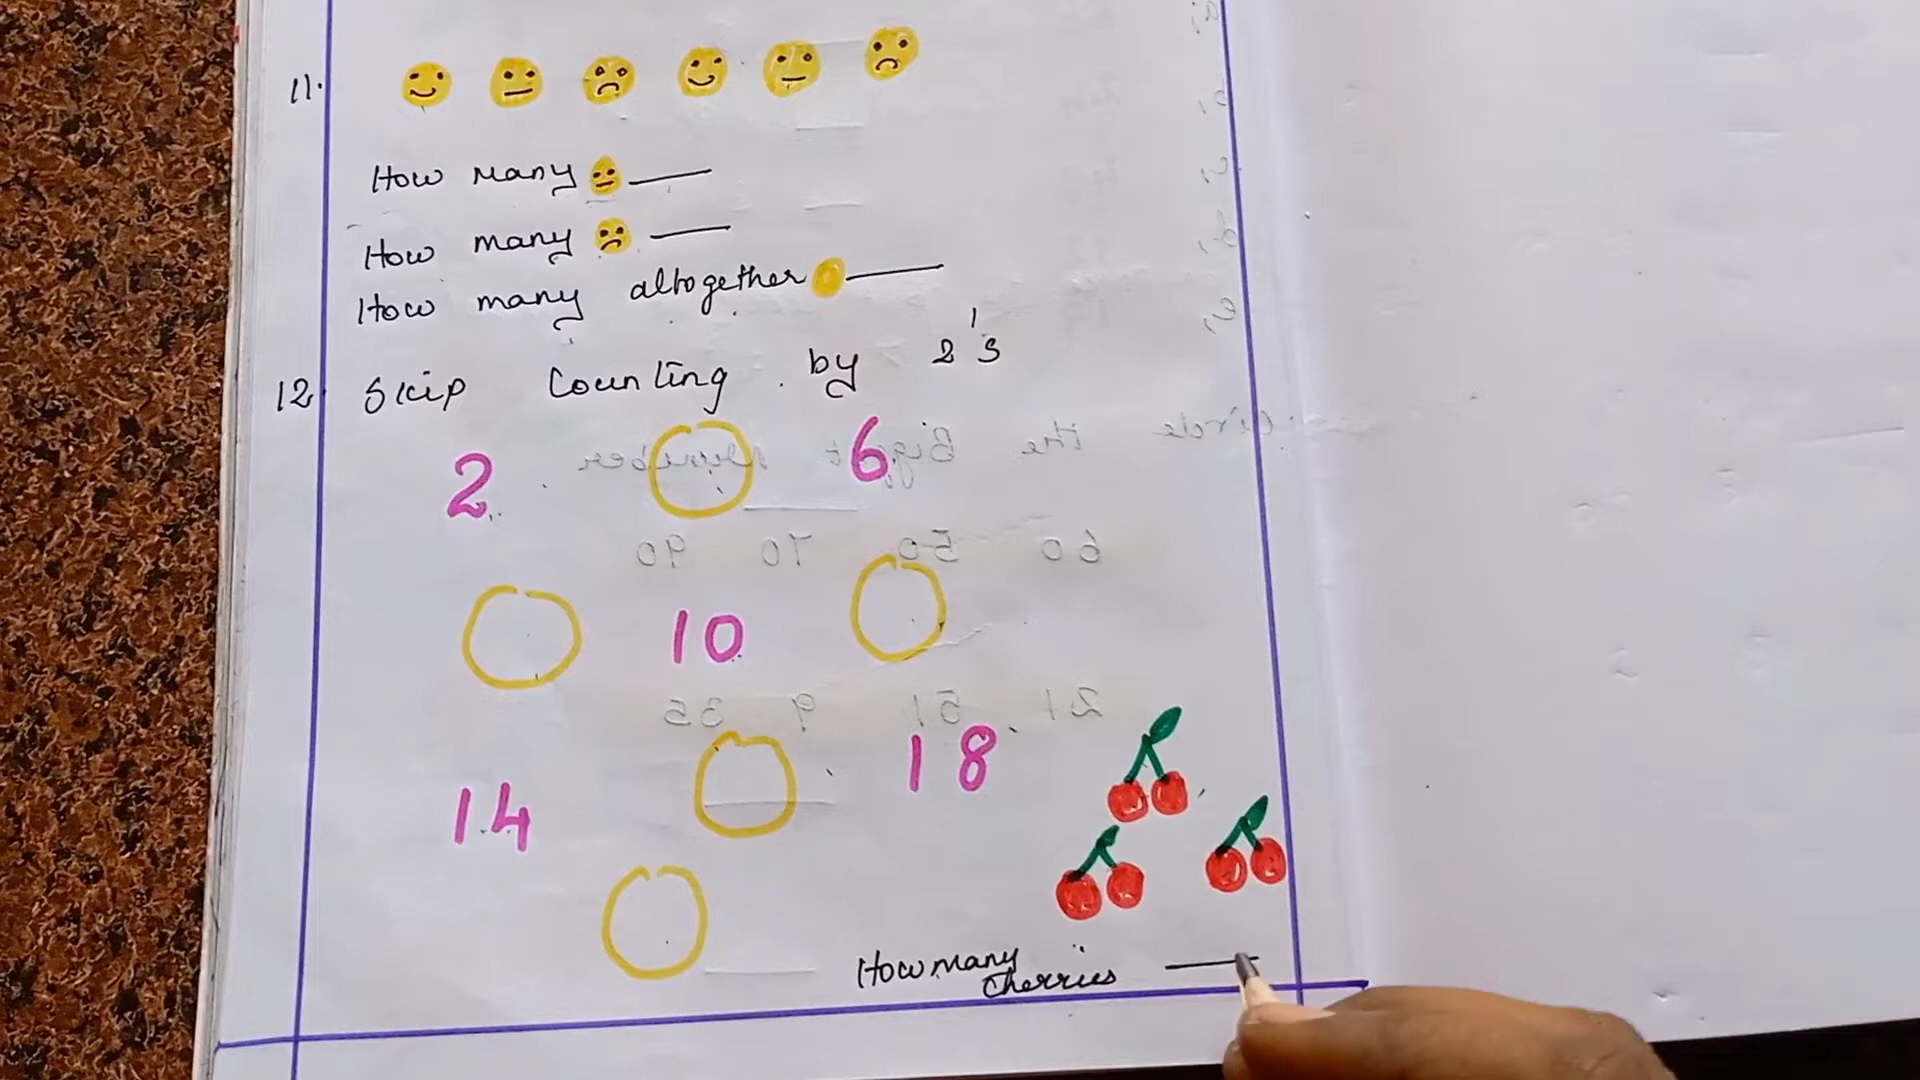 11.
How many
How many
How many altogether
12. Skip Counting by 2's
2 6
10
14 18
How many
cherries